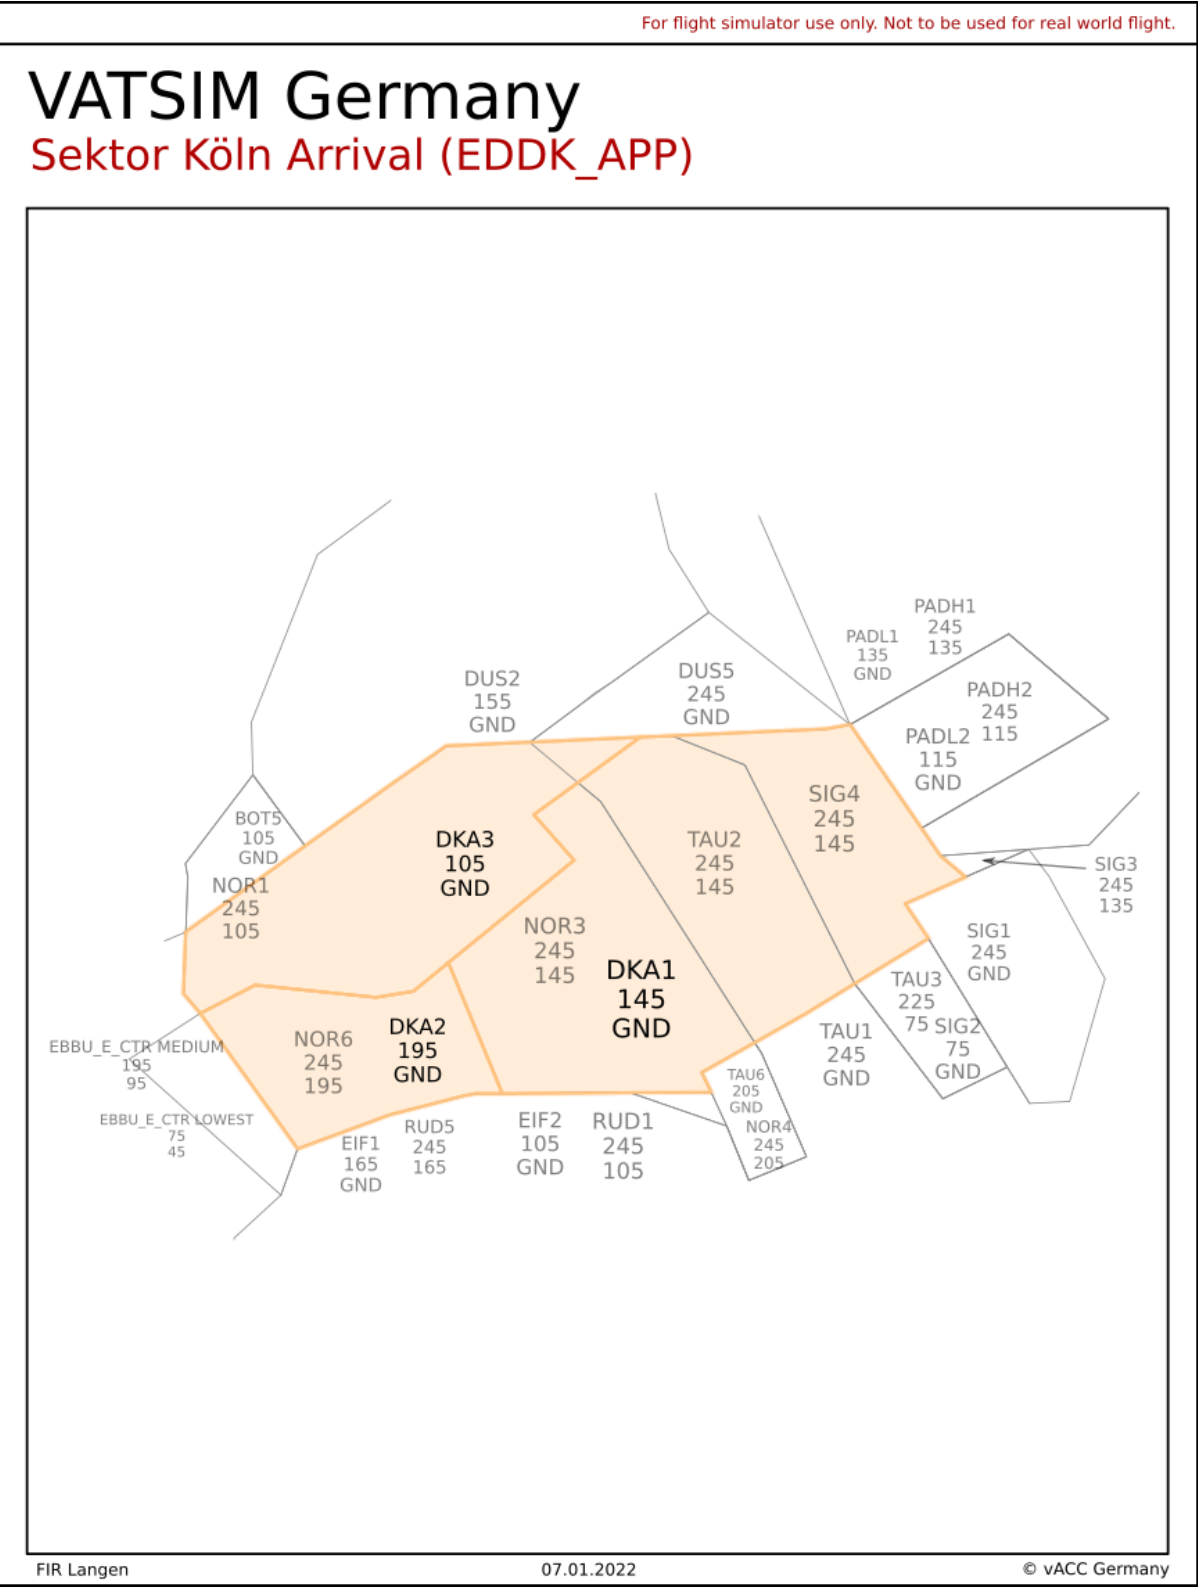 For flight simulator use only. Not to be used for real world flight.
VATSIM Germany
Sektor Köln Arrival (EDDK_APP)
PADH1
245
135
PADL1
135
GND
DUS5
245
GND
DUS2
155
GND
PADH2
245
115
PADL2
115
GND
SIG4
245
145
BOT5
105
GND
DKA3
105
GND
TAU2
245
145
SIG3
245
135
NOR1
245
105
NOR3
245
145
SIG1
245
GND
DKA1
145
GND
TAU3
225
75
SIG2
75
GND
DKA2
195
GND
NOR6
245
195
TAU1
245
GND
EBBU_E_CTR MEDIUM
195
95
TAU6
205
GND
EBBU_E_CTR LOWEST
75
45
EIF2
105
GND
RUD1
245
105
RUD5
245
165
NOR4
245
205
EIF1
165
GND
FIR Langen
07.01.2022
© vACC Germany